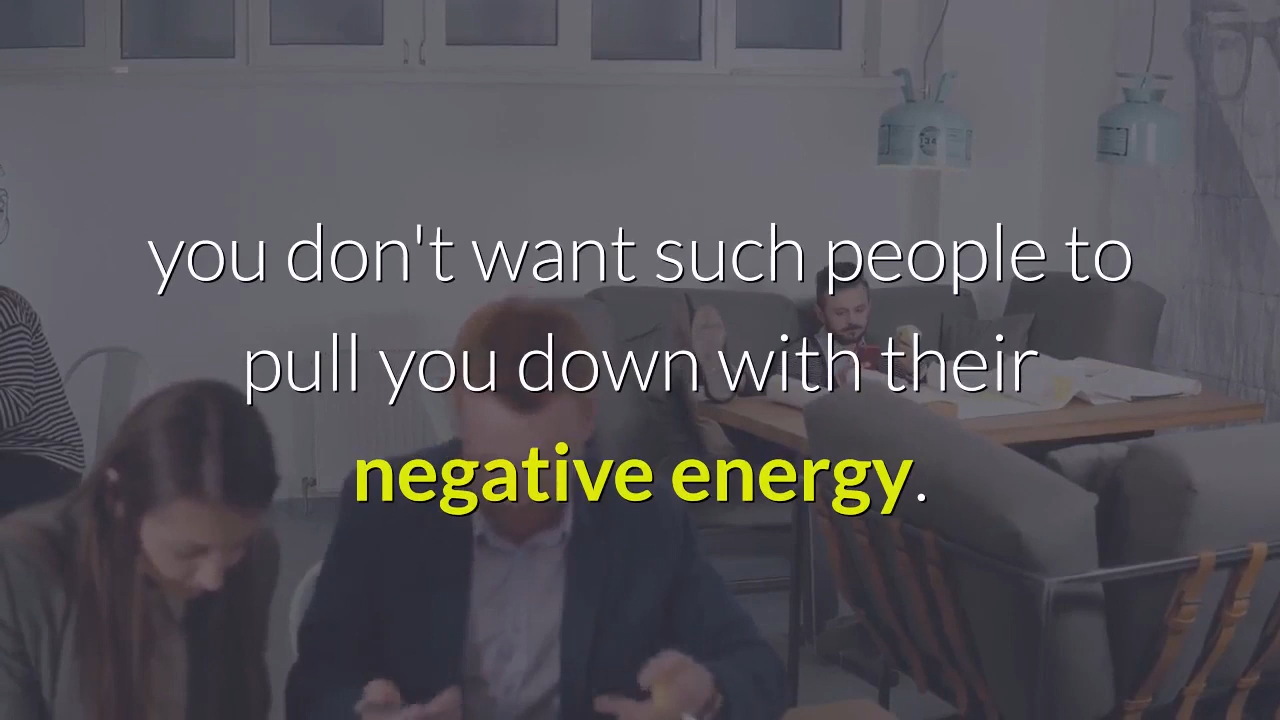 you don't want such people to
pull you down with their
negative energy.